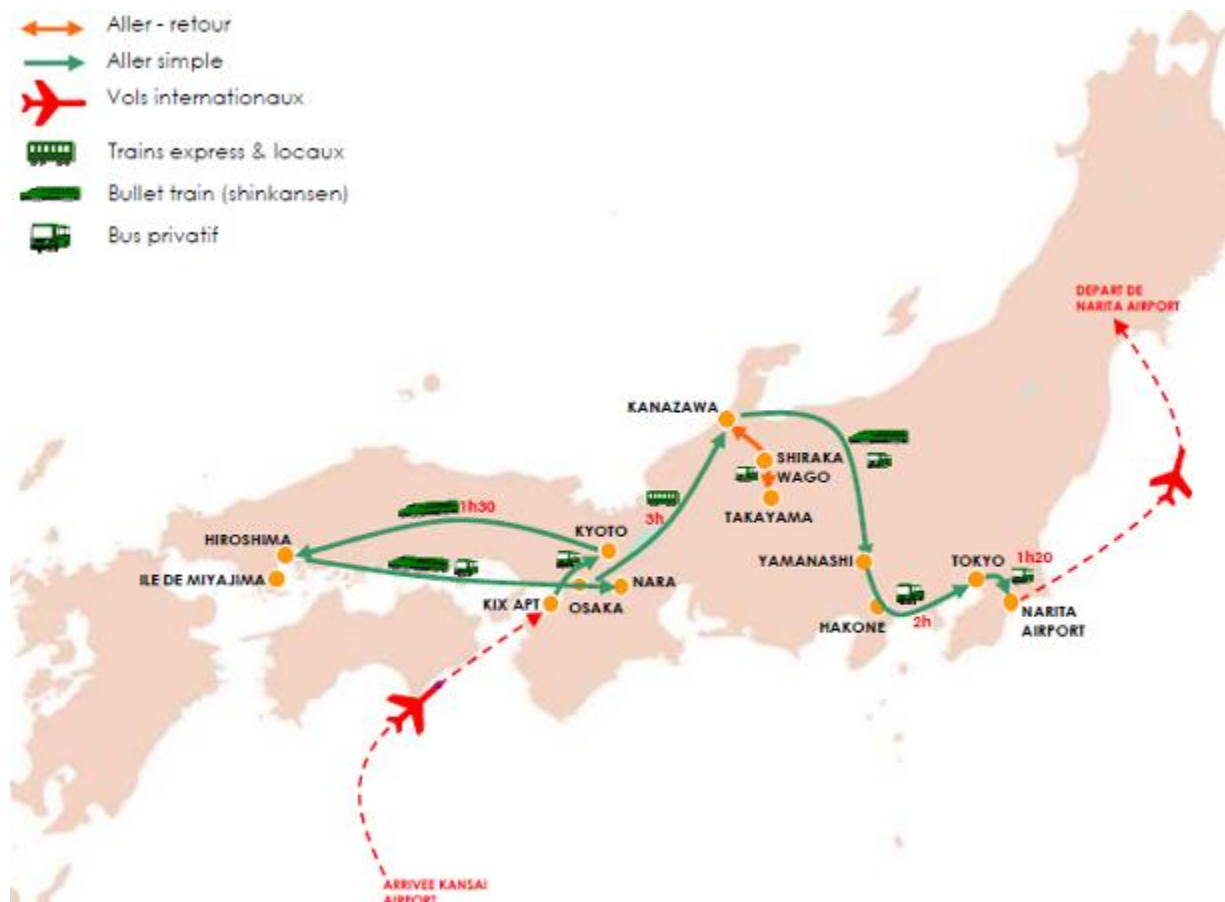 Aller - retour
Aller simple
Vols internationaux
Trains express & locaux
Bullet train (shinkansen)
Bus privatif
DEPART DE
NARITA AIRPORT
KANAZAWA
SHIRAKA
WAGO
TAKAYAMA
3h
1h30
KYOTO
HIROSHIMA
ILE DE MIYAJIMA
NARA
KIX APT
OSAKA
YAMANASHI
TOKYO
1h20
HAKONE
2h
NARITA
AIRPORT
ARRIVEE KANSAI
AIRPORT